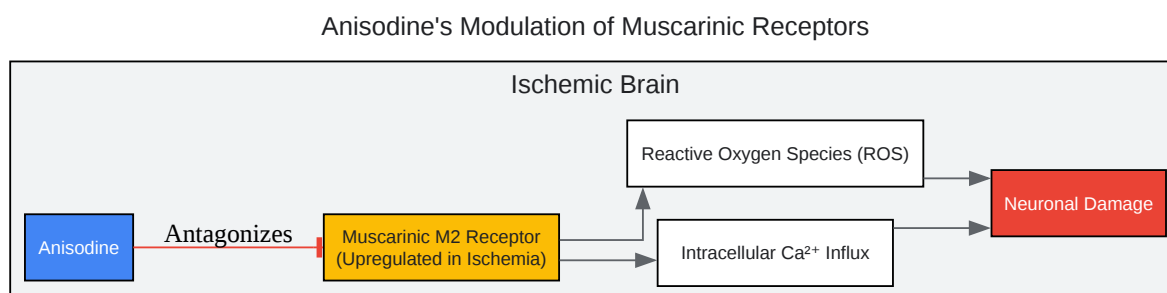 Anisodine's Modulation of Muscarinic Receptors
Ischemic Brain
Reactive Oxygen Species (ROS)
Neuronal Damage
Anisodine
Antagonizes
Muscarinic M2 Receptor
(Upregulated in Ischemia)
Intracellular Ca²⁺ Influx